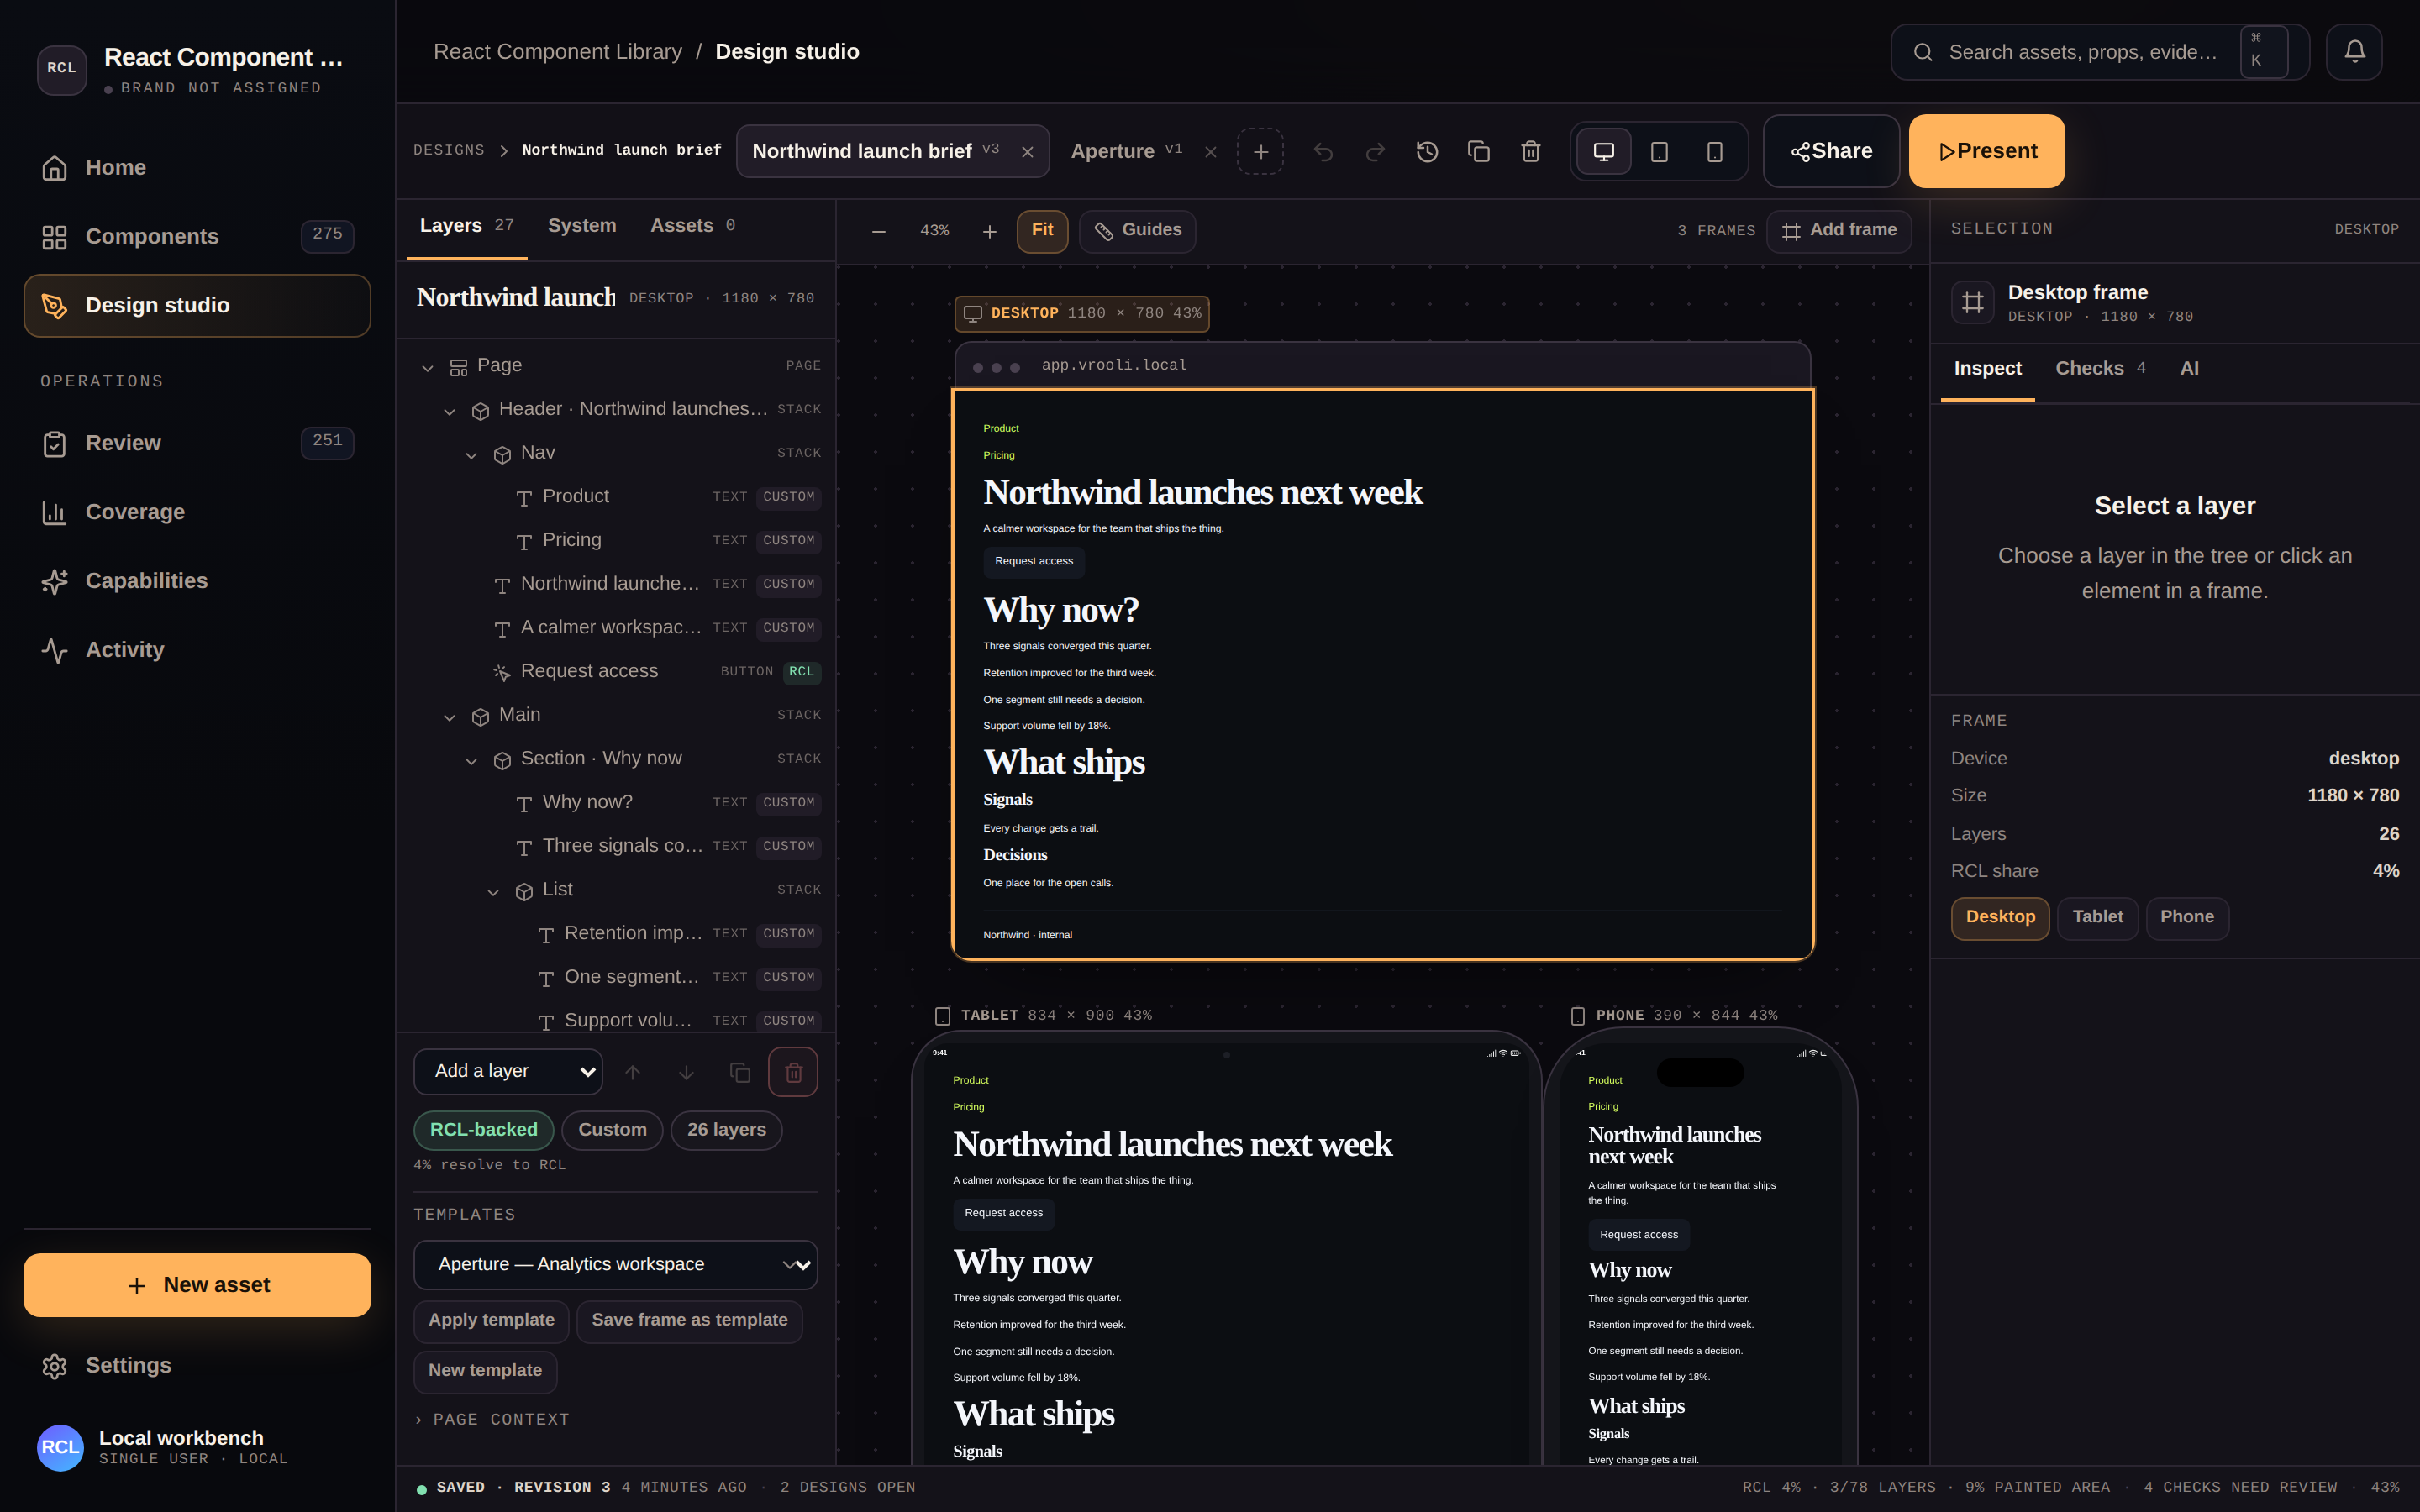 RCL
React Component …
BRAND NOT ASSIGNED
Home
Components 275
Design studio
OPERATIONS
Review 251
Coverage
Capabilities
Activity
New asset
Settings
RCL
Local workbench
SINGLE USER · LOCAL
React Component Library / Design studio
Search assets, props, evide…
⌘
K
DESIGNS
Northwind launch brief
Northwind launch brief v3
Aperture v1
Share
Present
Layers 27
System
Assets 0
Northwind launch
DESKTOP · 1180 × 780
Page PAGE
Header · Northwind launches… STACK
Nav STACK
Product TEXT CUSTOM
Pricing TEXT CUSTOM
Northwind launche… TEXT CUSTOM
A calmer workspac… TEXT CUSTOM
Request access BUTTON RCL
Main STACK
Section · Why now STACK
Why now? TEXT CUSTOM
Three signals co… TEXT CUSTOM
List STACK
Retention imp… TEXT CUSTOM
One segment… TEXT CUSTOM
Support volu… TEXT CUSTOM
Add a layer
RCL-backed
Custom
26 layers
4% resolve to RCL
TEMPLATES
Aperture — Analytics workspace
Apply template
Save frame as template
New template
› PAGE CONTEXT
43%
Fit
Guides
3 FRAMES
Add frame
DESKTOP 1180 × 780 43%
app.vrooli.local
Product
Pricing
Northwind launches next week
A calmer workspace for the team that ships the thing.
Request access
Why now?
Three signals converged this quarter.
Retention improved for the third week.
One segment still needs a decision.
Support volume fell by 18%.
What ships
Signals
Every change gets a trail.
Decisions
One place for the open calls.
Northwind · internal
TABLET 834 × 900 43%
9:41
Product
Pricing
Northwind launches next week
A calmer workspace for the team that ships the thing.
Request access
Why now
Three signals converged this quarter.
Retention improved for the third week.
One segment still needs a decision.
Support volume fell by 18%.
What ships
Signals
PHONE 390 × 844 43%
:41
Product
Pricing
Northwind launches
next week
A calmer workspace for the team that ships
the thing.
Request access
Why now
Three signals converged this quarter.
Retention improved for the third week.
One segment still needs a decision.
Support volume fell by 18%.
What ships
Signals
Every change gets a trail.
SELECTION
DESKTOP
Desktop frame
DESKTOP · 1180 × 780
Inspect
Checks 4
AI
Select a layer
Choose a layer in the tree or click an
element in a frame.
FRAME
Device desktop
Size 1180 × 780
Layers 26
RCL share 4%
Desktop
Tablet
Phone
SAVED · REVISION 3 4 MINUTES AGO · 2 DESIGNS OPEN
RCL 4% · 3/78 LAYERS · 9% PAINTED AREA · 4 CHECKS NEED REVIEW · 43%